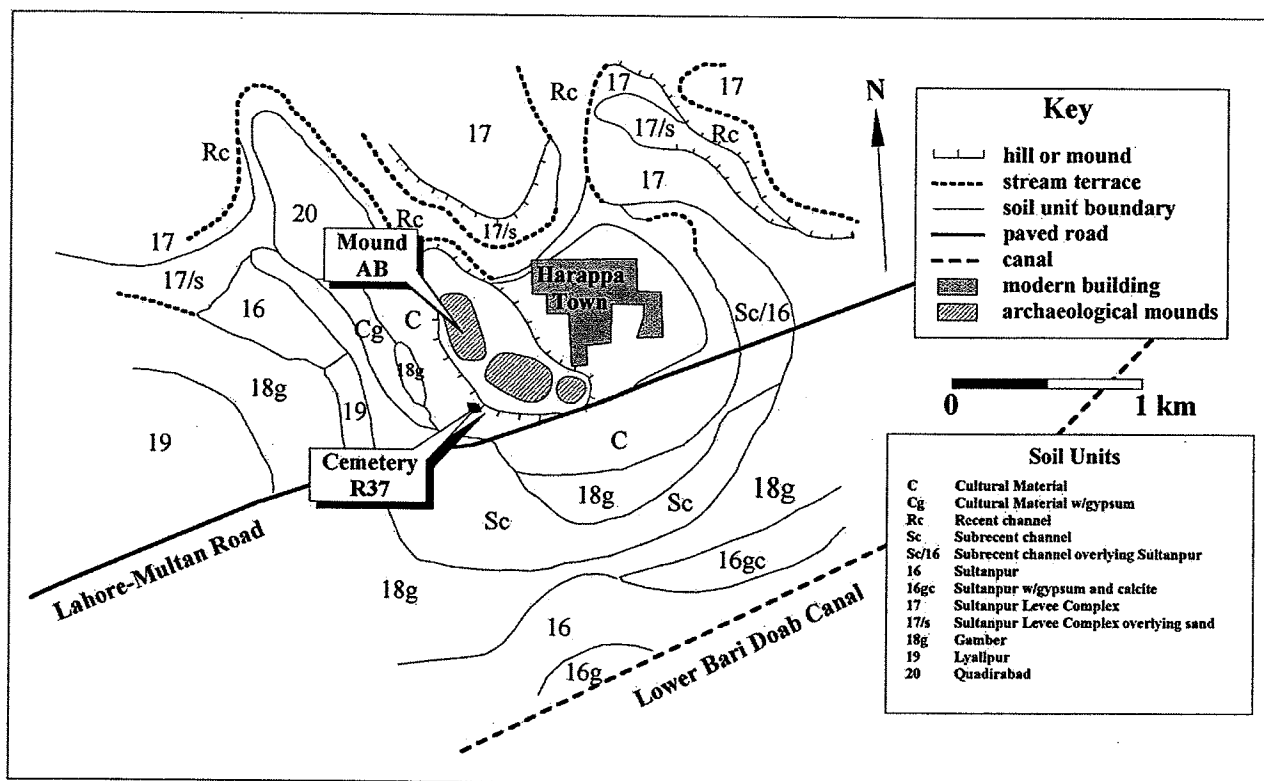 17
17
Rc
17
Rc
17/s
Rc
Rc
N
17
20
Rc
17/s
Mound
AB
17
17/s
Harappa
Town
16
Cg
C
Sc/16
18g
18g
19
19
C
Cemetery
R37
18g
18g
Sc
Sc
16gc
18g
16
16g
Lahore-Multan Road
Lower Bari Doab Canal
Key
hill or mound
stream terrace
soil unit boundary
paved road
canal
modern building
archaeological mounds
0 1 km
Soil Units
C Cultural Material
Cg Cultural Material w/gypsum
Rc Recent channel
Sc Subrecent channel
Sc/16 Subrecent channel overlying Sultanpur
16 Sultanpur
16gc Sultanpur w/gypsum and calcite
17 Sultanpur Levee Complex
17/s Sultanpur Levee Complex overlying sand
18g Gamber
19 Lyallpur
20 Quadirabad